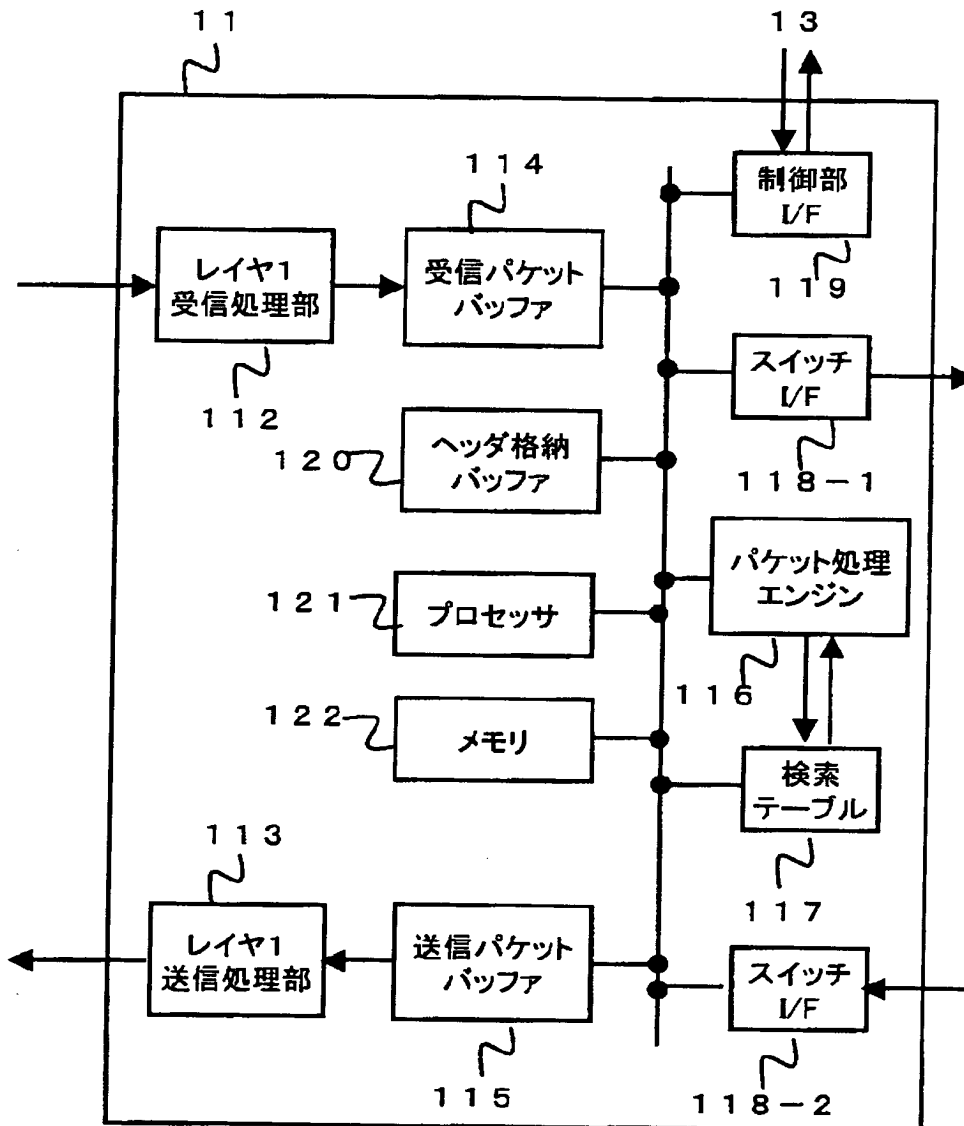 11
13
114
制御部
I/F
119
レイヤ1
受信処理部
112
受信パケット
バッファ
スイッチ
I/F
118-1
120
ヘッダ格納
バッファ
パケット処理
エンジン
116
121
プロセッサ
122
メモリ
検索
テーブル
117
113
レイヤ1
送信処理部
送信パケット
バッファ
115
スイッチ
I/F
118-2